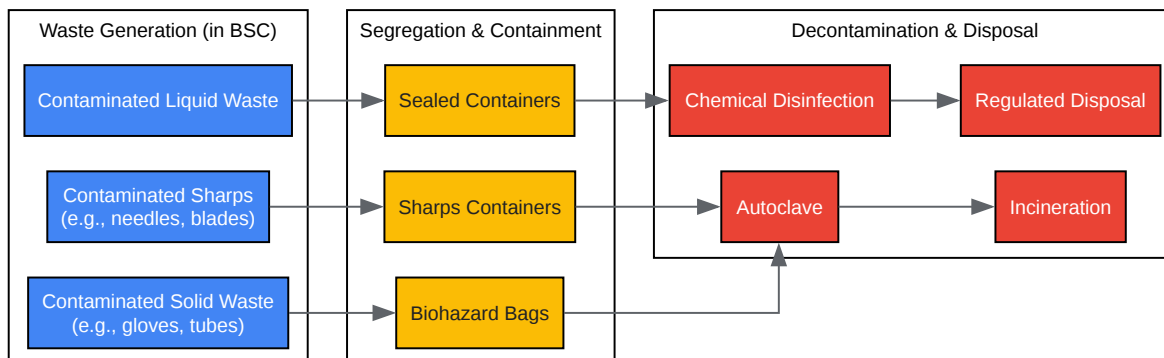 Waste Generation (in BSC)
Segregation & Containment
Decontamination & Disposal
Contaminated Liquid Waste
Sealed Containers
Chemical Disinfection
Regulated Disposal
Contaminated Sharps
(e.g., needles, blades)
Sharps Containers
Autoclave
Incineration
Contaminated Solid Waste
(e.g., gloves, tubes)
Biohazard Bags